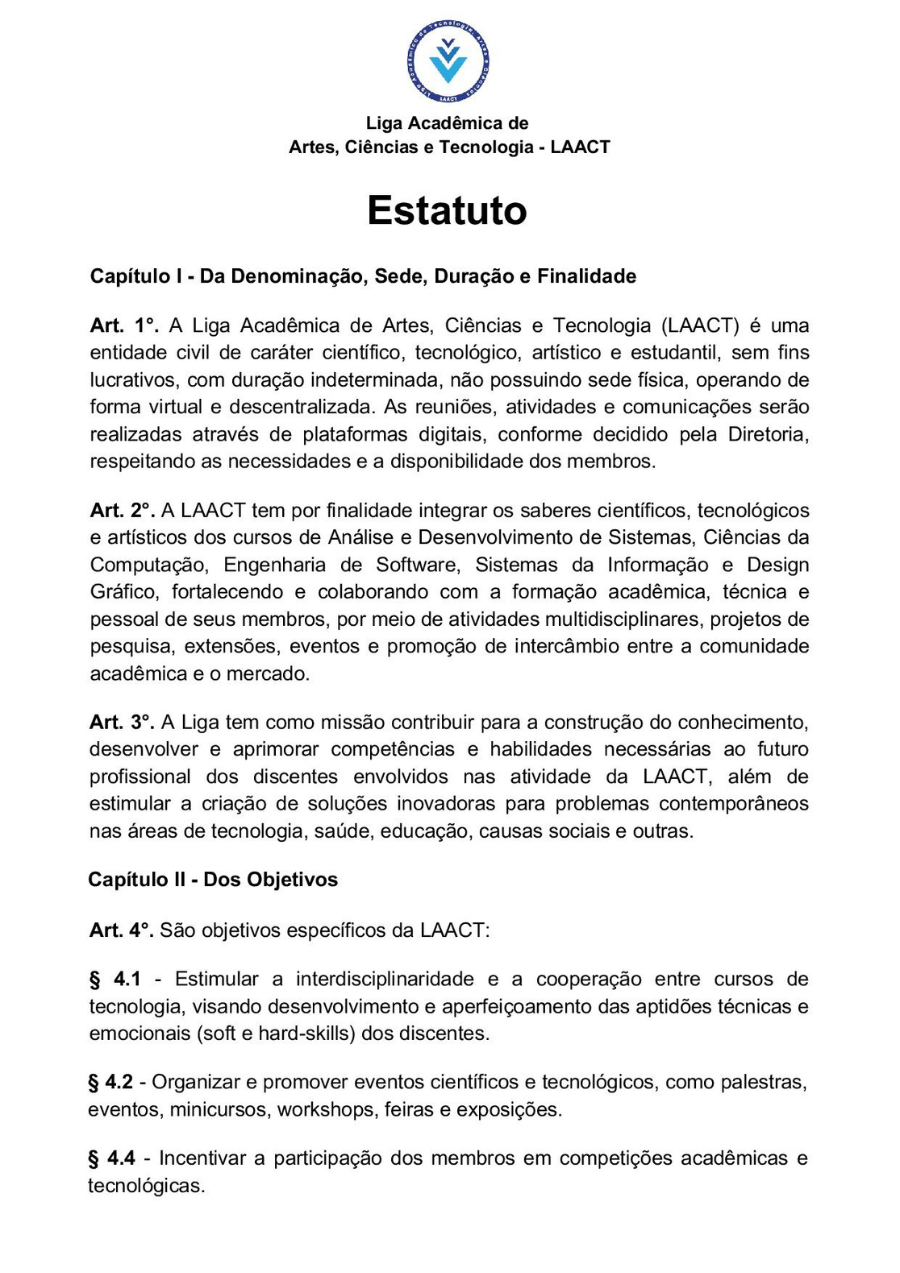 Liga Acadêmica de Tecnologia, Artes e Ciências
LAACT
Liga Acadêmica de
Artes, Ciências e Tecnologia - LAACT
Estatuto
Capítulo I - Da Denominação, Sede, Duração e Finalidade
Art. 1°. A Liga Acadêmica de Artes, Ciências e Tecnologia (LAACT) é uma
entidade civil de caráter científico, tecnológico, artístico e estudantil, sem fins
lucrativos, com duração indeterminada, não possuindo sede física, operando de
forma virtual e descentralizada. As reuniões, atividades e comunicações serão
realizadas através de plataformas digitais, conforme decidido pela Diretoria,
respeitando as necessidades e a disponibilidade dos membros.
Art. 2°. A LAACT tem por finalidade integrar os saberes científicos, tecnológicos
e artísticos dos cursos de Análise e Desenvolvimento de Sistemas, Ciências da
Computação, Engenharia de Software, Sistemas da Informação e Design
Gráfico, fortalecendo e colaborando com a formação acadêmica, técnica e
pessoal de seus membros, por meio de atividades multidisciplinares, projetos de
pesquisa, extensões, eventos e promoção de intercâmbio entre a comunidade
acadêmica e o mercado.
Art. 3°. A Liga tem como missão contribuir para a construção do conhecimento,
desenvolver e aprimorar competências e habilidades necessárias ao futuro
profissional dos discentes envolvidos nas atividade da LAACT, além de
estimular a criação de soluções inovadoras para problemas contemporâneos
nas áreas de tecnologia, saúde, educação, causas sociais e outras.
Capítulo II - Dos Objetivos
Art. 4°. São objetivos específicos da LAACT:
§ 4.1 - Estimular a interdisciplinaridade e a cooperação entre cursos de
tecnologia, visando desenvolvimento e aperfeiçoamento das aptidões técnicas e
emocionais (soft e hard-skills) dos discentes.
§ 4.2 - Organizar e promover eventos científicos e tecnológicos, como palestras,
eventos, minicursos, workshops, feiras e exposições.
§ 4.4 - Incentivar a participação dos membros em competições acadêmicas e
tecnológicas.